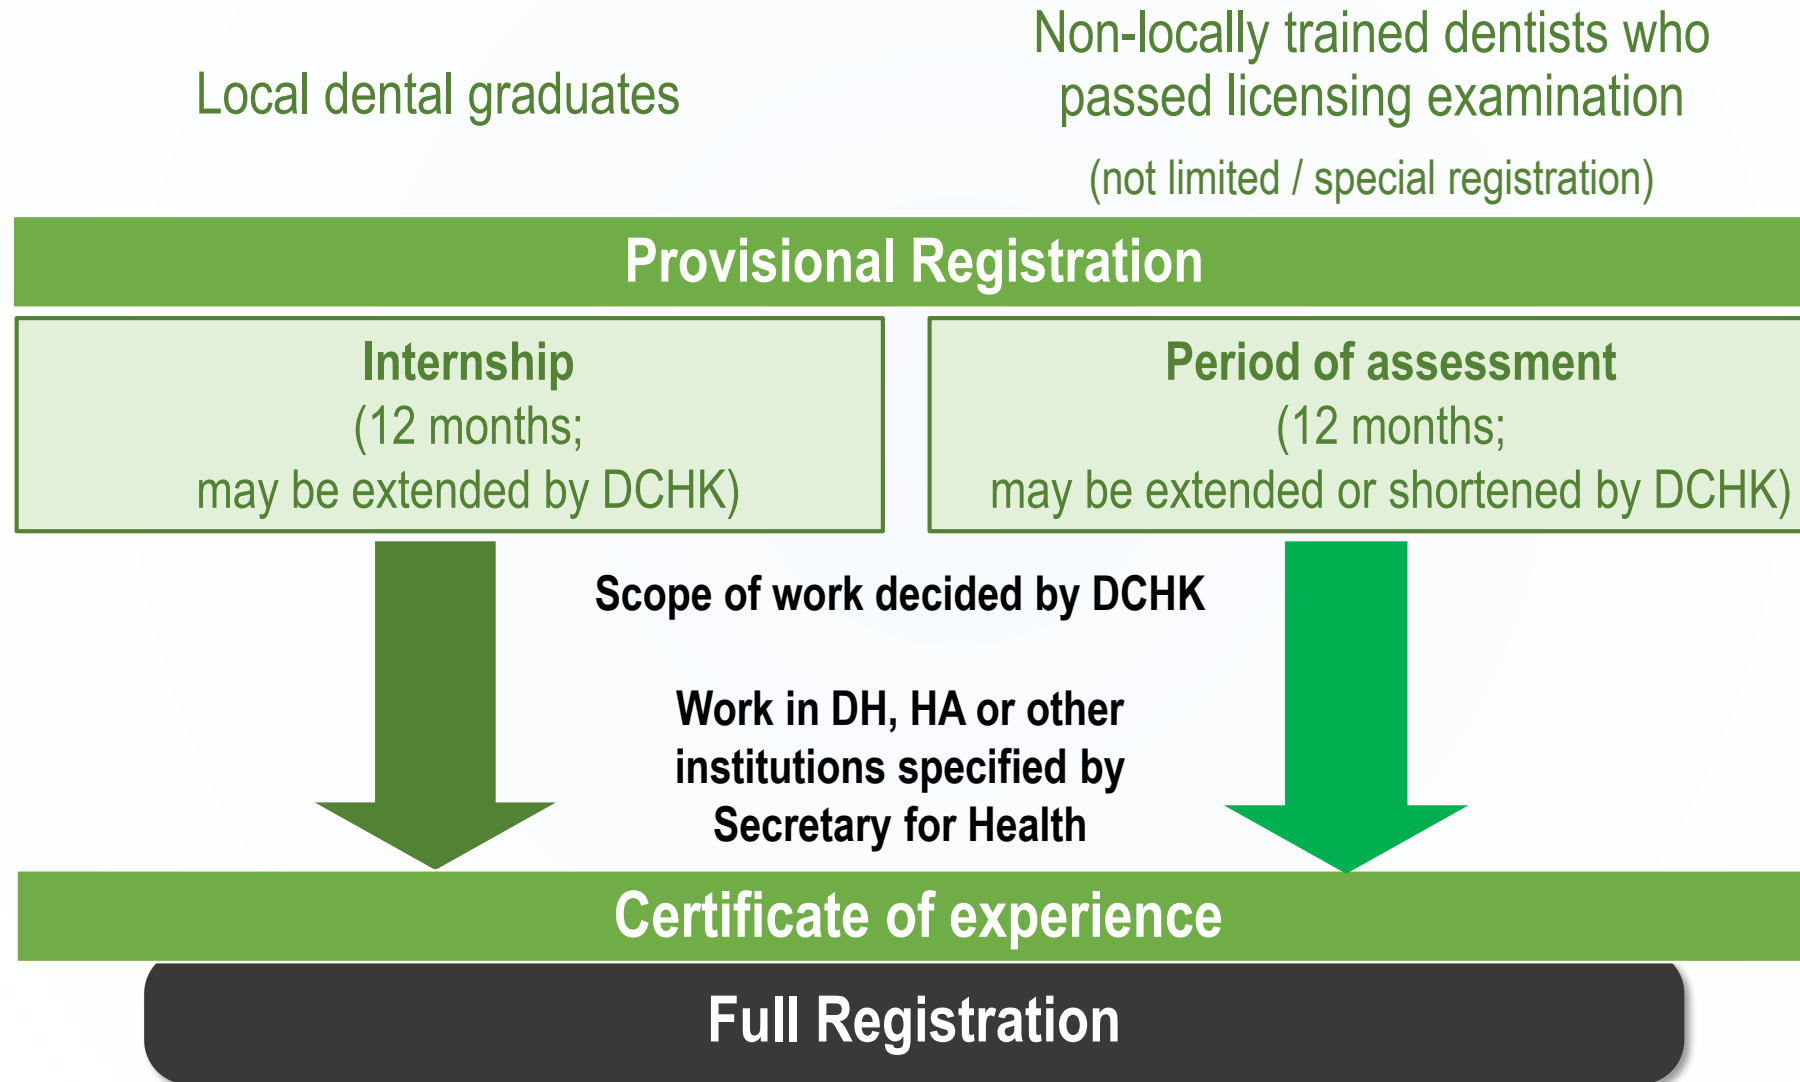 Local dental graduates
Non-locally trained dentists who
passed licensing examination
(not limited / special registration)
Provisional Registration
Internship
(12 months;
may be extended by DCHK)
Period of assessment
(12 months;
may be extended or shortened by DCHK)
Scope of work decided by DCHK
Work in DH, HA or other
institutions specified by
Secretary for Health
Certificate of experience
Full Registration